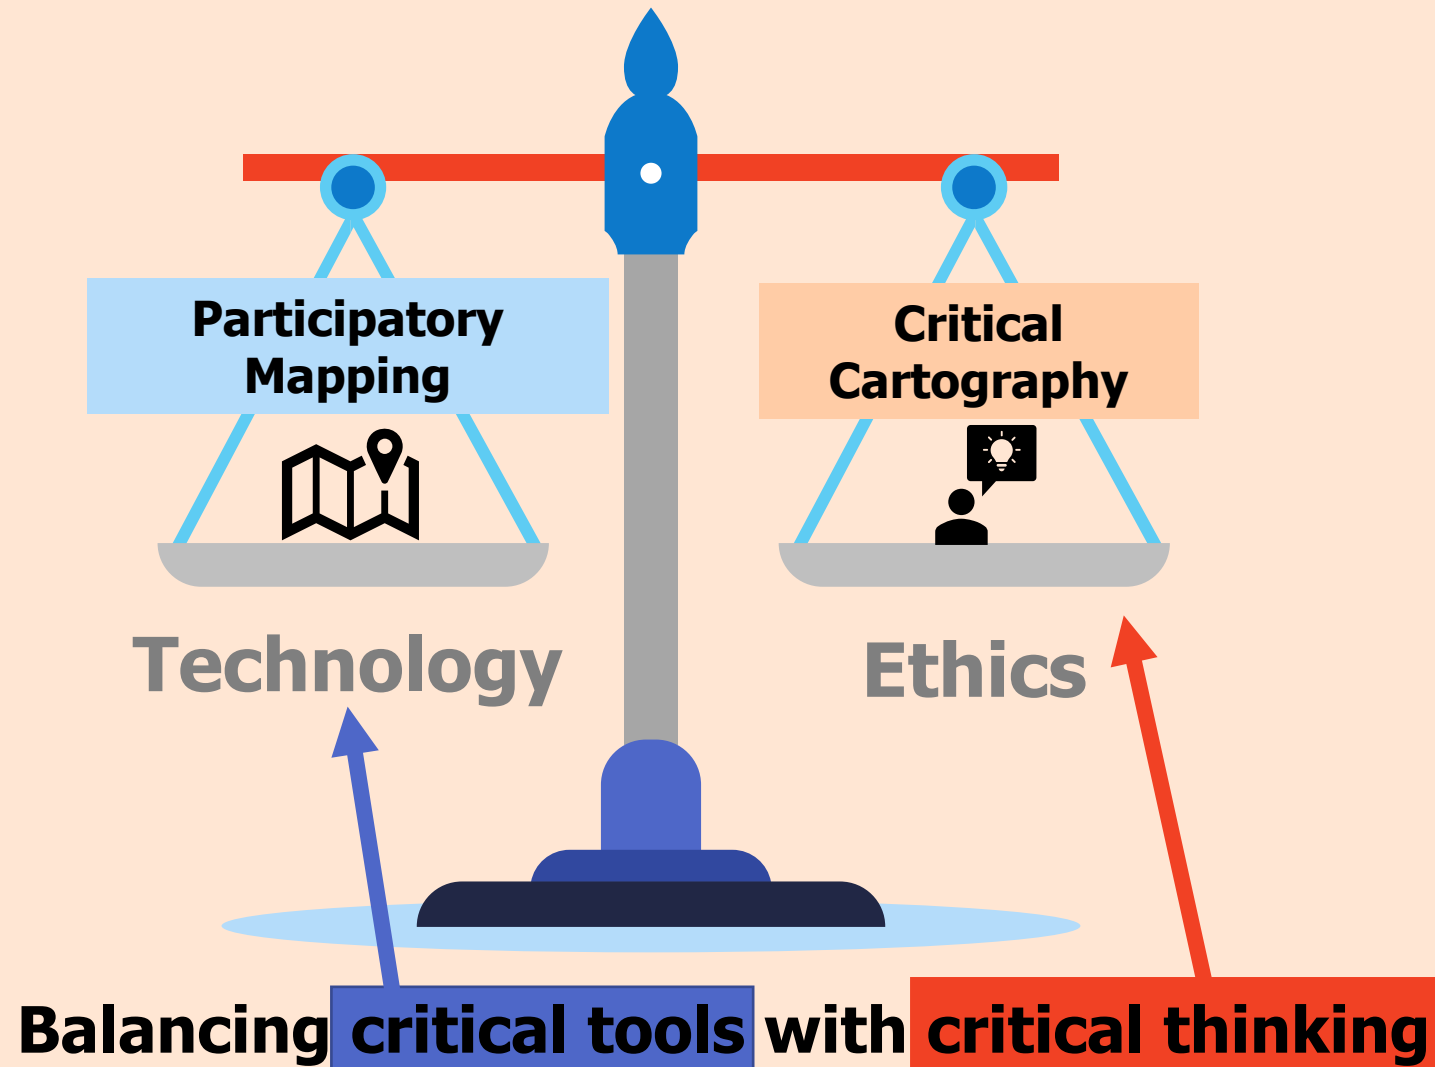 Participatory
Mapping
Critical
Cartography
Technology
Ethics
Balancing critical tools with critical thinking